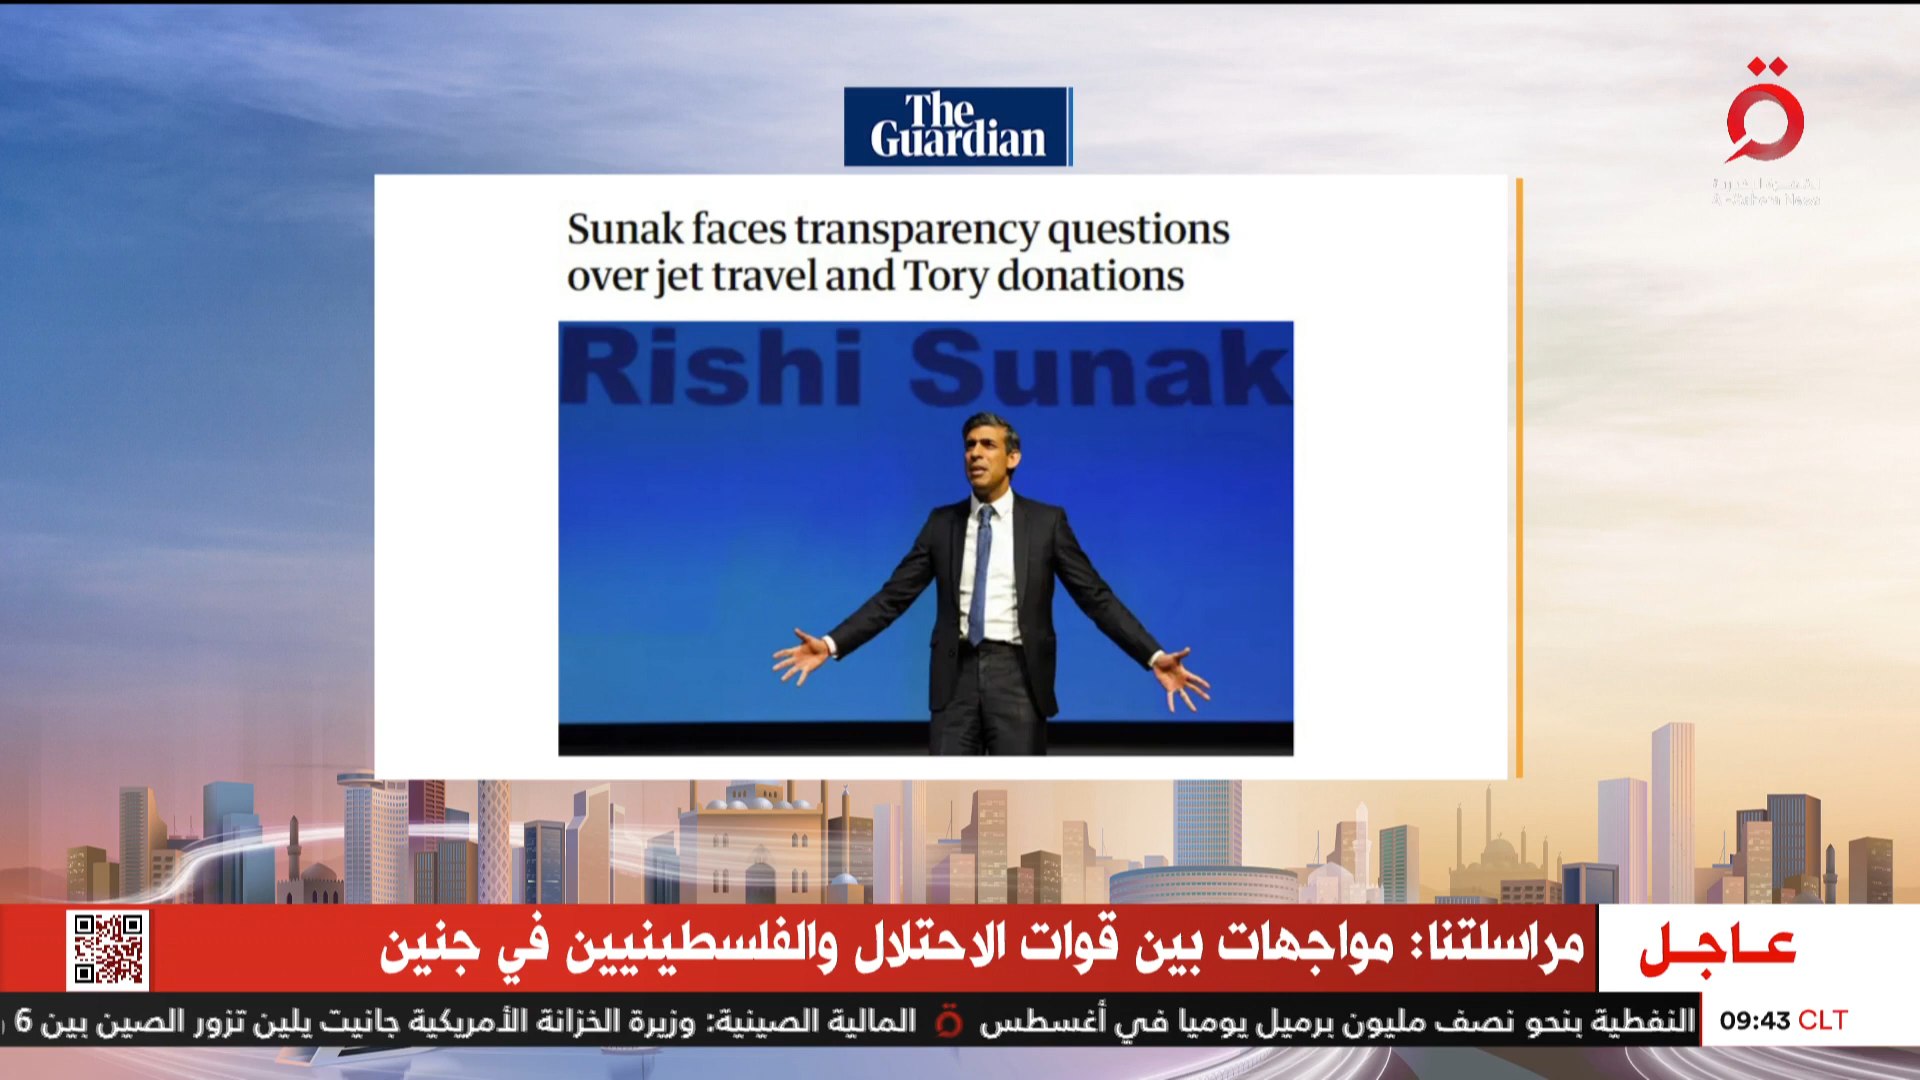 The
Guardian
Sunak faces transparency questions
over jet travel and Tory donations
Rishi Sunak
عاجل
مراسلتنا: مواجهات بين قوات الاحتلال والفلسطينيين في جنين
09:43 CLT
النفطية بنحو نصف مليون برميل يوميا في أغسطس
المالية الصينية: وزيرة الخزانة الأمريكية جانيت يلين تزور الصين بين 6